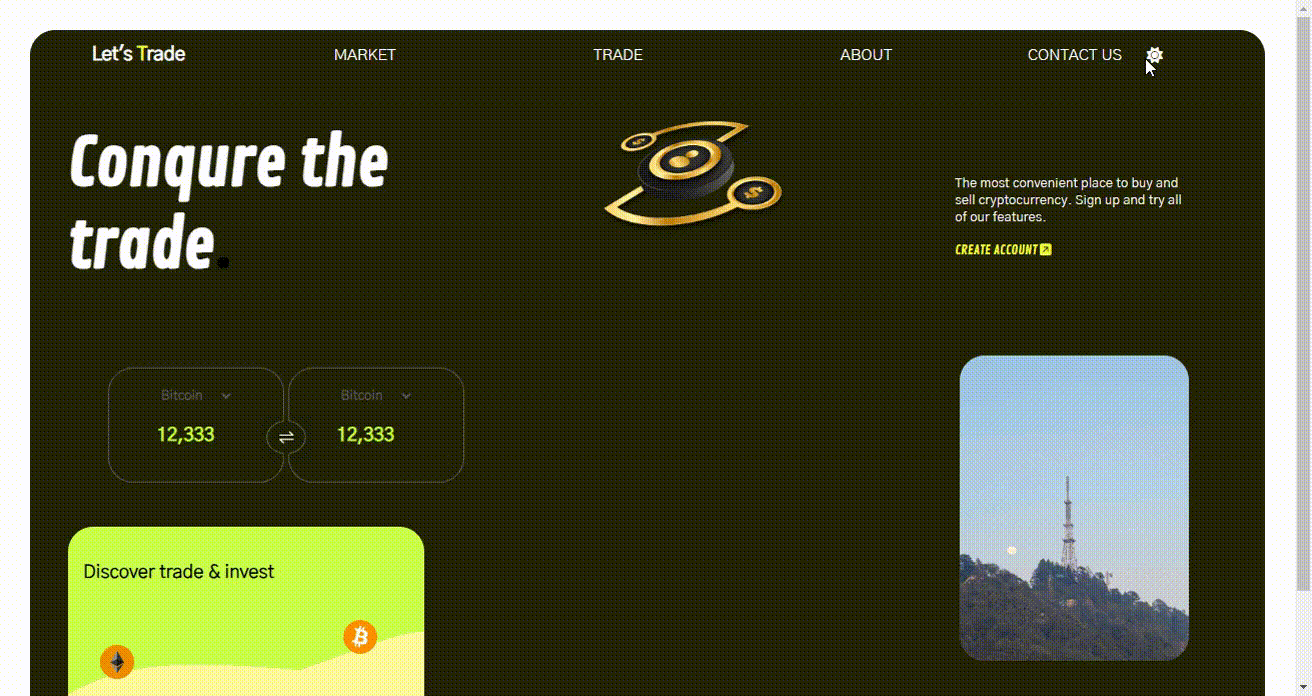 Let's Trade
MARKET
TRADE
ABOUT
CONTACT US
Conqure the
trade.
The most convenient place to buy and
sell cryptocurrency. Sign up and try all
of our features.
CREATE ACCOUNT
Bitcoin
12,333
Bitcoin
12,333
Discover trade & invest